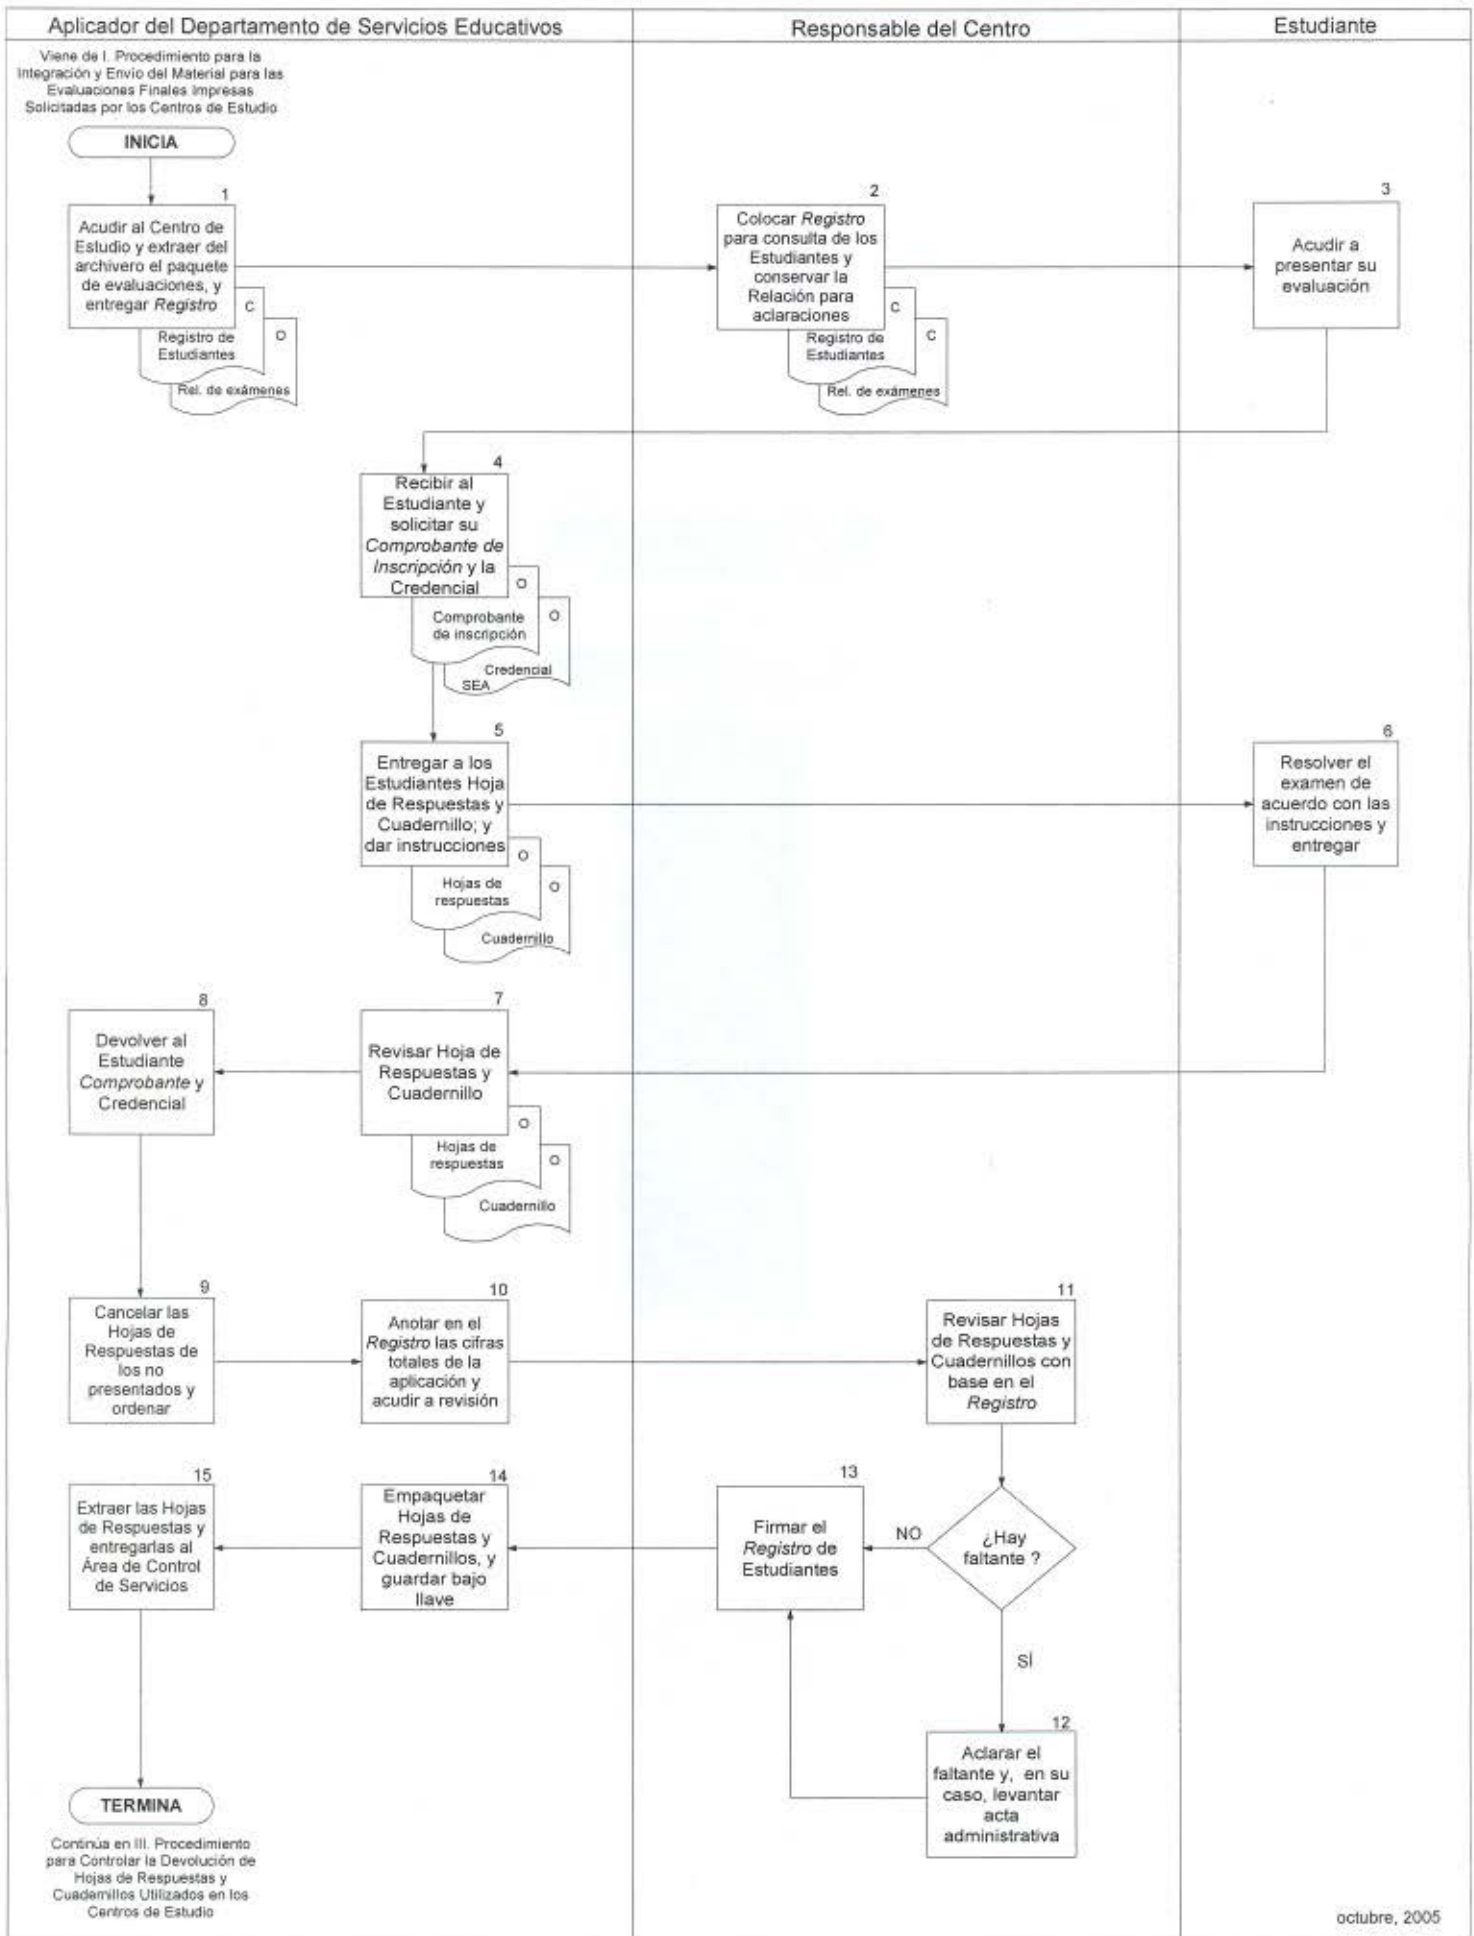 Aplicador del Departamento de Servicios Educativos
Responsable del Centro
Estudiante
Viene de I. Procedimiento para la
Integración y Envío del Material para las
Evaluaciones Finales Impresas
Solicitadas por los Centros de Estudio
INICIA
1
Acudir al Centro de
Estudio y extraer del
archivero el paquete
de evaluaciones, y
entregar Registro
C
Registro de
Estudiantes
O
Rel. de exámenes
2
Colocar Registro
para consulta de los
Estudiantes y
conservar la
Relación para
aclaraciones
C
Registro de
Estudiantes
C
Rel. de exámenes
3
Acudir a
presentar su
evaluación
4
Recibir al
Estudiante y
solicitar su
Comprobante de
Inscripción y la
Credencial
O
Comprobante
de inscripción
O
Credencial
SEA
5
Entregar a los
Estudiantes Hoja
de Respuestas y
Cuadernillo; y
dar instrucciones
O
Hojas de
respuestas
O
Cuadernillo
6
Resolver el
examen de
acuerdo con las
instrucciones y
entregar
8
Devolver al
Estudiante
Comprobante y
Credencial
7
Revisar Hoja de
Respuestas y
Cuadernillo
O
Hojas de
respuestas
O
Cuadernillo
9
Cancelar las
Hojas de
Respuestas de
los no
presentados y
ordenar
10
Anotar en el
Registro las cifras
totales de la
aplicación y
acudir a revisión
11
Revisar Hojas
de Respuestas y
Cuadernillos con
base en el
Registro
15
Extraer las Hojas
de Respuestas y
entregarlas al
Área de Control
de Servicios
14
Empaquetar
Hojas de
Respuestas y
Cuadernillos, y
guardar bajo
llave
13
Firmar el
Registro de
Estudiantes
NO
¿Hay
faltante ?
SÍ
12
Aclarar el
faltante y, en su
caso, levantar
acta
administrativa
TERMINA
Continúa en III. Procedimiento
para Controlar la Devolución de
Hojas de Respuestas y
Cuadernillos Utilizados en los
Centros de Estudio
octubre, 2005